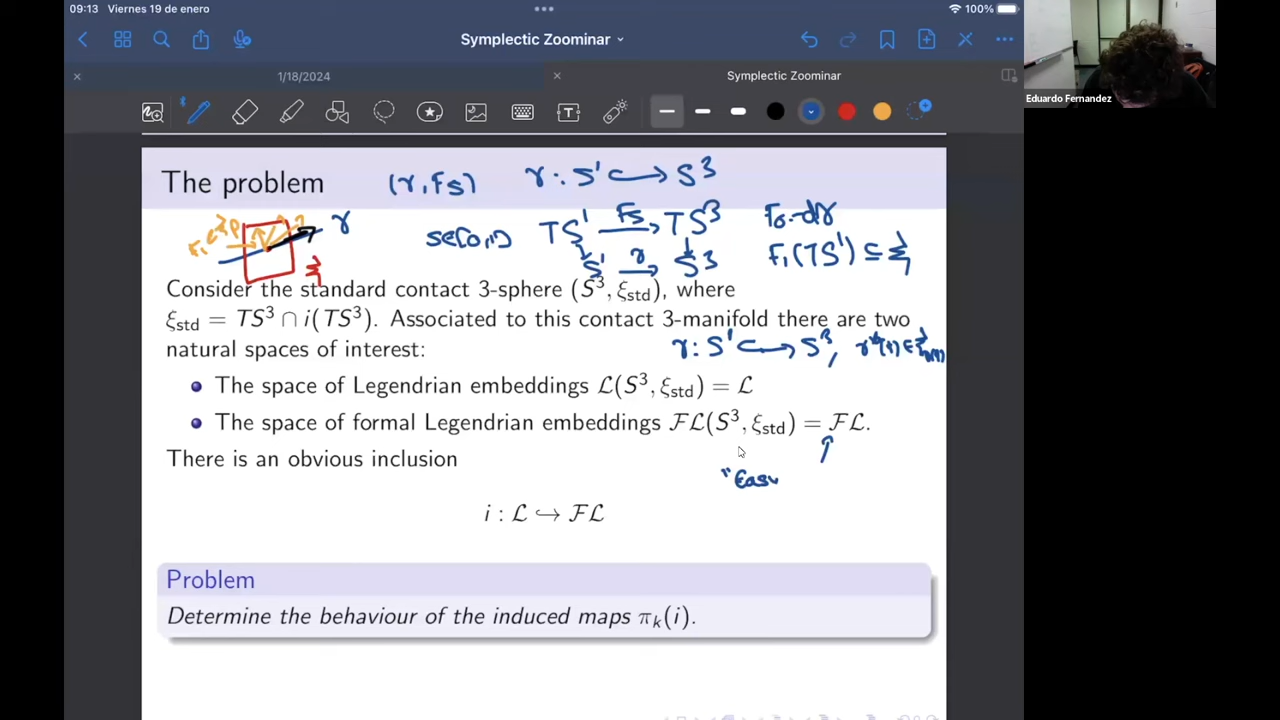 09:13 Viernes 19 de enero
100%
Symplectic Zoominar
1/18/2024
Symplectic Zoominar
Eduardo Fernandez
The problem (γ, Fs) γ : S¹ ↪ S³
γ s∈[0,1] TS¹ Fs→ TS³ F₀=dγ
S¹ γ→ S³ F₁(TS¹) ⊆ ξ
F₁ ξ
Consider the standard contact 3-sphere (S³, ξstd), where
ξstd = TS³ ∩ i(TS³). Associated to this contact 3-manifold there are two
natural spaces of interest:
γ : S¹ ↪ S³, γ'(t) ∈ ξγ(t)
• The space of Legendrian embeddings ℒ(S³, ξstd) = ℒ
• The space of formal Legendrian embeddings ℱℒ(S³, ξstd) = ℱℒ.
There is an obvious inclusion
"Easy
i : ℒ ↪ ℱℒ
Problem
Determine the behaviour of the induced maps πk(i).